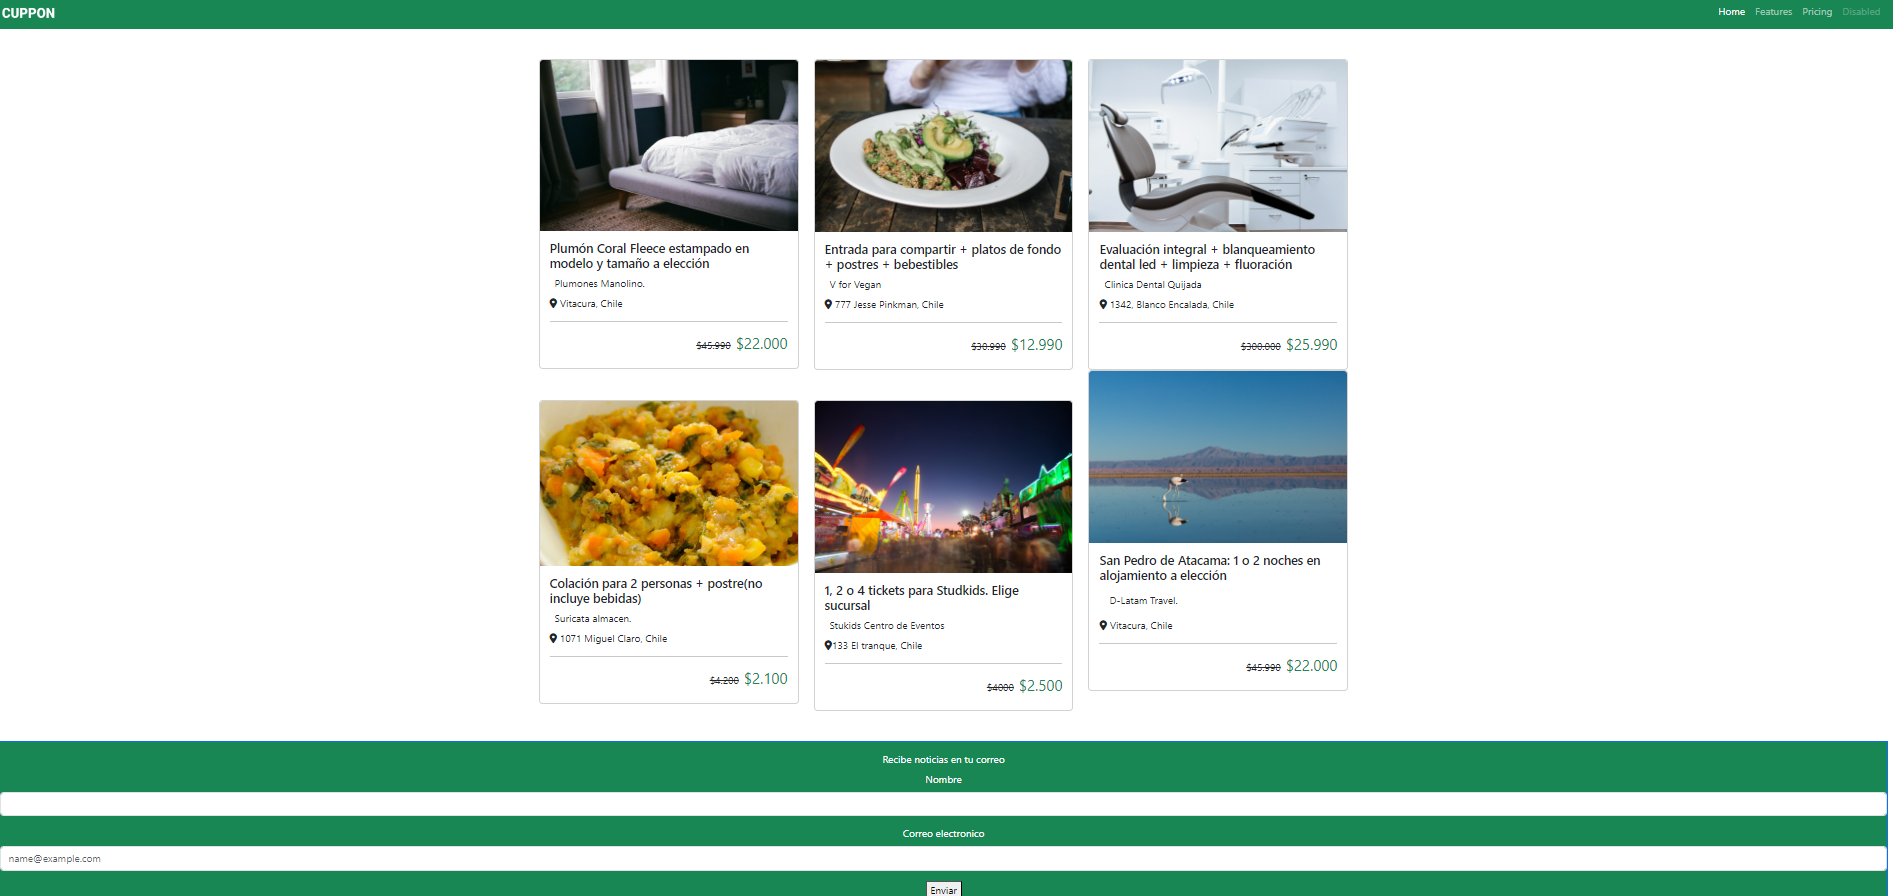 CUPPON
Home Features Pricing Disabled
Plumón Coral Fleece estampado en
modelo y tamaño a elección
Plumones Manolino.
Vitacura, Chile
$45.990 $22.000
Entrada para compartir + platos de fondo
+ postres + bebestibles
V for Vegan
777 Jesse Pinkman, Chile
$30.990 $12.990
Evaluación integral + blanqueamiento
dental led + limpieza + fluoración
Clinica Dental Quijada
1342, Blanco Encalada, Chile
$300.000 $25.990
Colación para 2 personas + postre(no
incluye bebidas)
Suricata almacen.
1071 Miguel Claro, Chile
$4.200 $2.100
1, 2 o 4 tickets para Studkids. Elige
sucursal
Stukids Centro de Eventos
133 El tranque, Chile
$4000 $2.500
San Pedro de Atacama: 1 o 2 noches en
alojamiento a elección
D-Latam Travel.
Vitacura, Chile
$45.990 $22.000
Recibe noticias en tu correo
Nombre
Correo electronico
name@example.com
Enviar